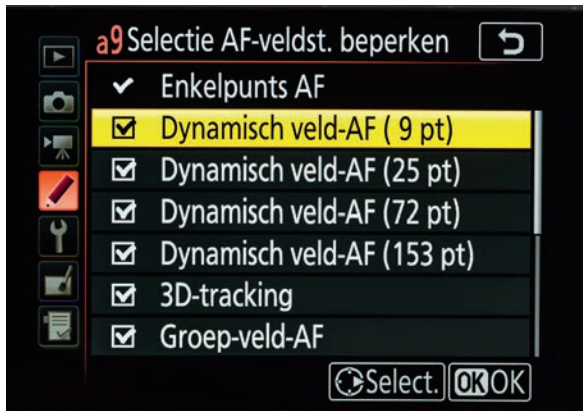 a9 Selectie AF-veldst. beperken
Enkelpunts AF
Dynamisch veld-AF ( 9 pt)
Dynamisch veld-AF (25 pt)
Dynamisch veld-AF (72 pt)
Dynamisch veld-AF (153 pt)
3D-tracking
Groep-veld-AF
Select. OK OK